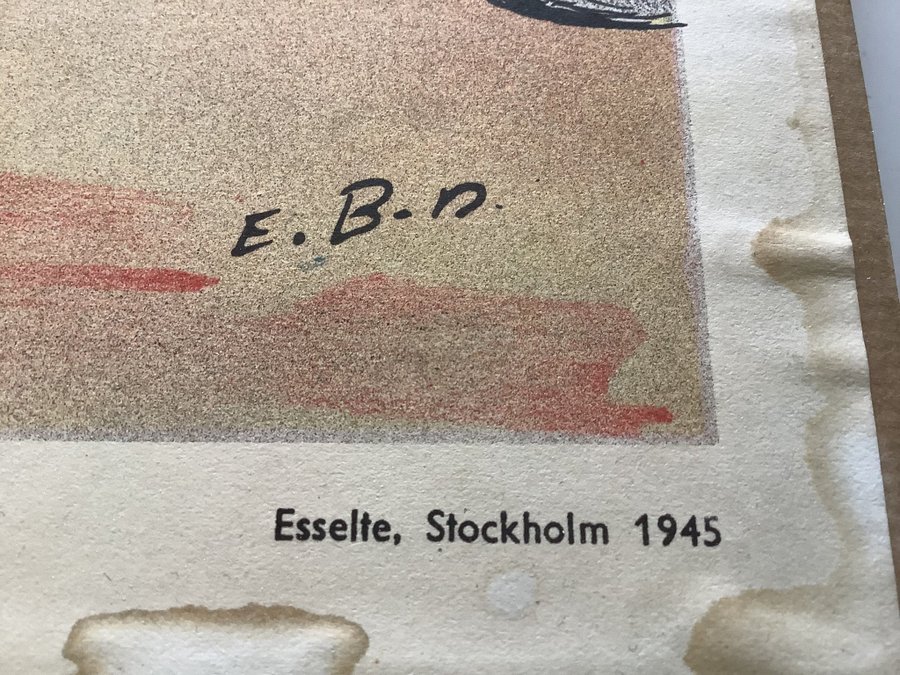 E. B-n.
Esselte, Stockholm 1945